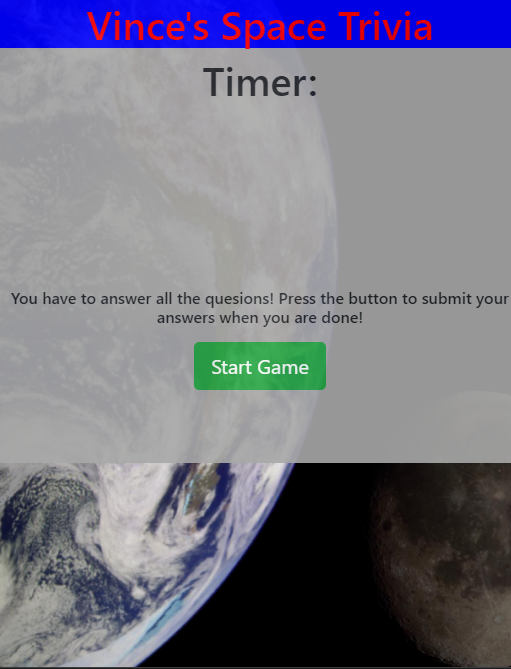 Vince's Space Trivia
Timer:
You have to answer all the quesions! Press the button to submit your
answers when you are done!
Start Game